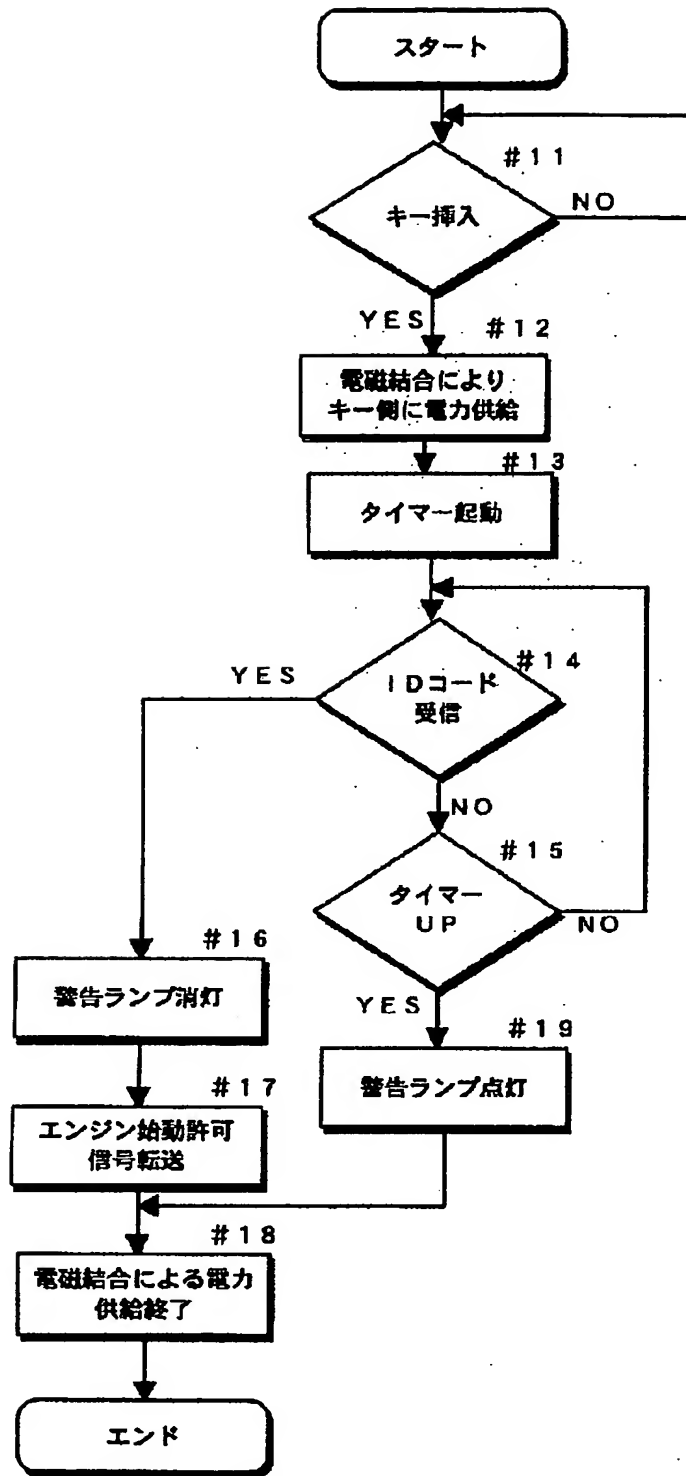 スタート
#11
キー挿入
NO
YES
#12
電磁結合により
キー側に電力供給
#13
タイマー起動
#14
YES
IDコード
受信
NO
#15
タイマー
UP
NO
YES
#16
警告ランプ消灯
#19
警告ランプ点灯
#17
エンジン始動許可
信号転送
#18
電磁結合による電力
供給終了
エンド